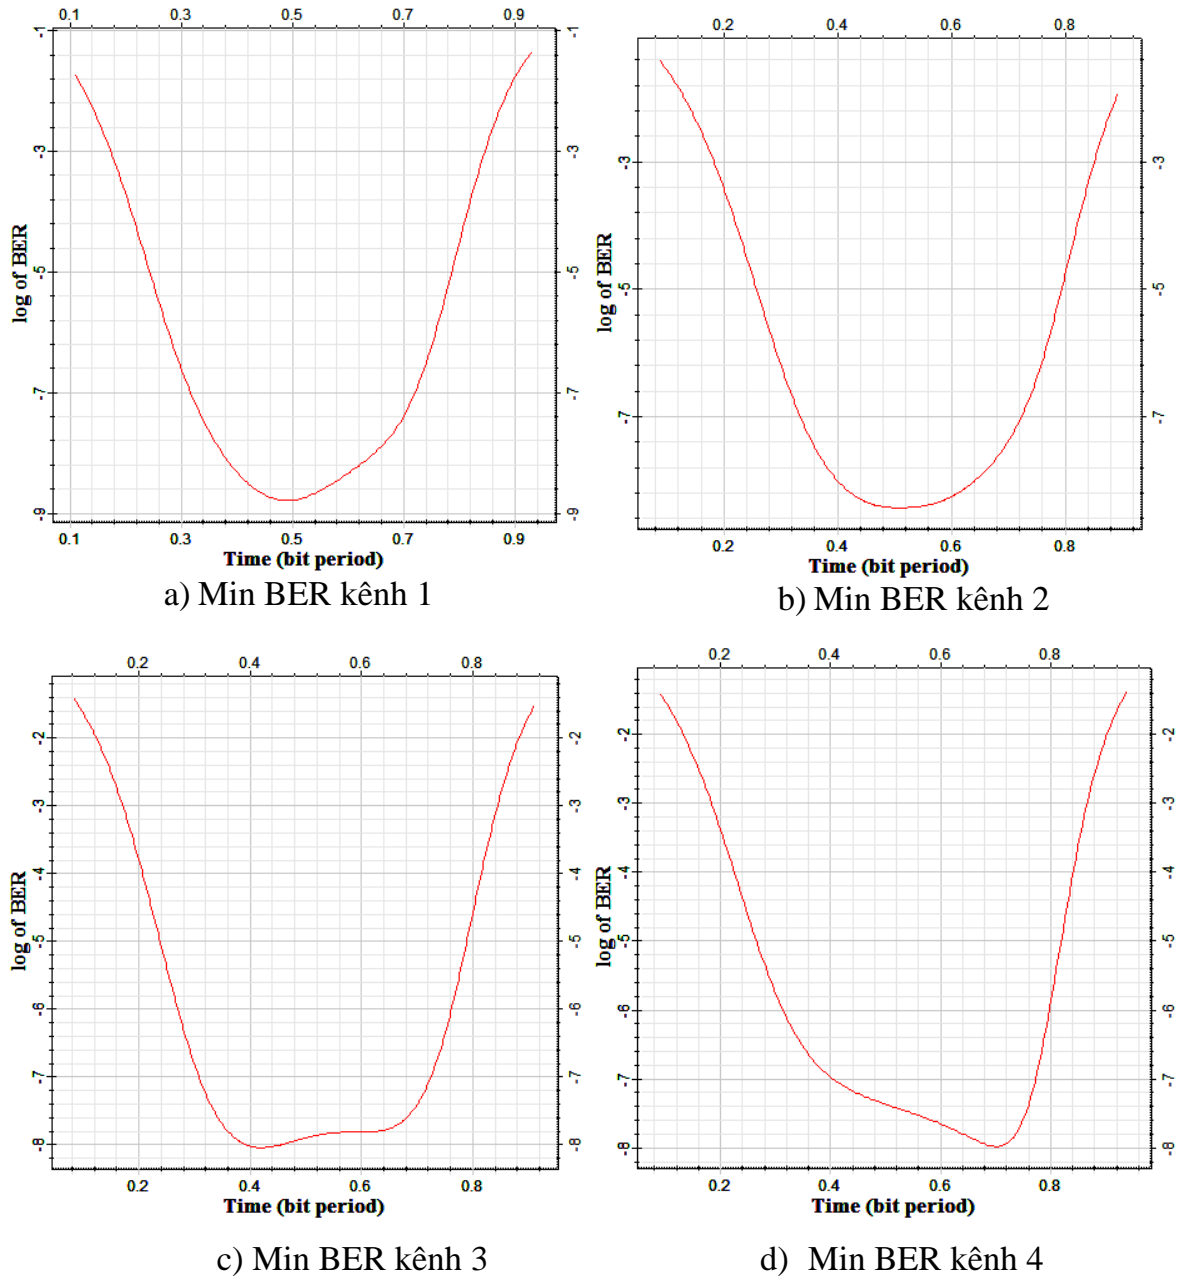 0.1 0.3 0.5 0.7 0.9
-1 -1
-3 -3
-5 -5
-7 -7
-9 -9
log of BER
0.1 0.3 0.5 0.7 0.9
Time (bit period)
a) Min BER kênh 1
0.2 0.4 0.6 0.8
-3 -3
-5 -5
-7 -7
log of BER
0.2 0.4 0.6 0.8
Time (bit period)
b) Min BER kênh 2
0.2 0.4 0.6 0.8
-2 -2
-3 -3
-4 -4
-5 -5
-6 -6
-7 -7
-8 -8
log of BER
0.2 0.4 0.6 0.8
Time (bit period)
c) Min BER kênh 3
0.2 0.4 0.6 0.8
-2 -2
-3 -3
-4 -4
-5 -5
-6 -6
-7 -7
-8 -8
log of BER
0.2 0.4 0.6 0.8
Time (bit period)
d) Min BER kênh 4